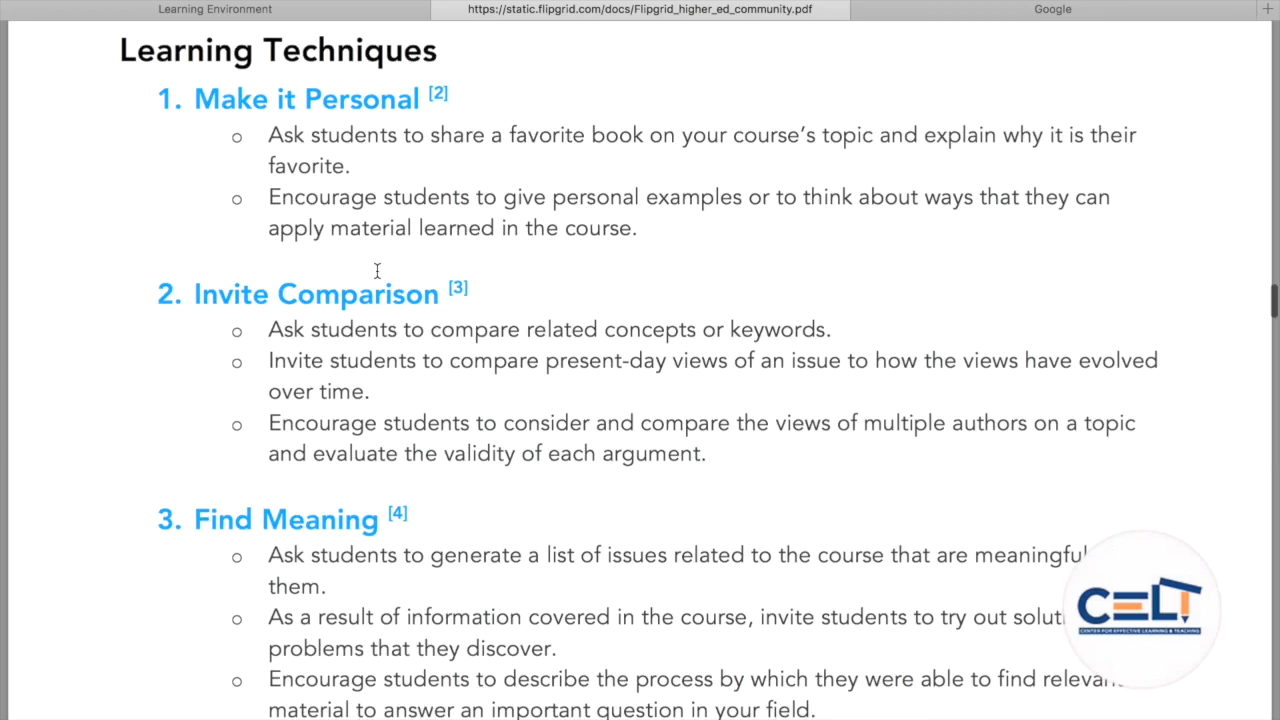 Learning Environment
https://static.flipgrid.com/docs/Flipgrid_higher_ed_community.pdf
Google
Learning Techniques
1. Make it Personal [2]
o Ask students to share a favorite book on your course's topic and explain why it is their
favorite.
o Encourage students to give personal examples or to think about ways that they can
apply material learned in the course.
2. Invite Comparison [3]
o Ask students to compare related concepts or keywords.
o Invite students to compare present-day views of an issue to how the views have evolved
over time.
o Encourage students to consider and compare the views of multiple authors on a topic
and evaluate the validity of each argument.
3. Find Meaning [4]
o Ask students to generate a list of issues related to the course that are meaningful
them.
o As a result of information covered in the course, invite students to try out
problems that they discover.
o Encourage students to describe the process by which they were able to find
material to answer an important question in your field.
CELT
CENTER FOR EFFECTIVE LEARNING & TEACHING